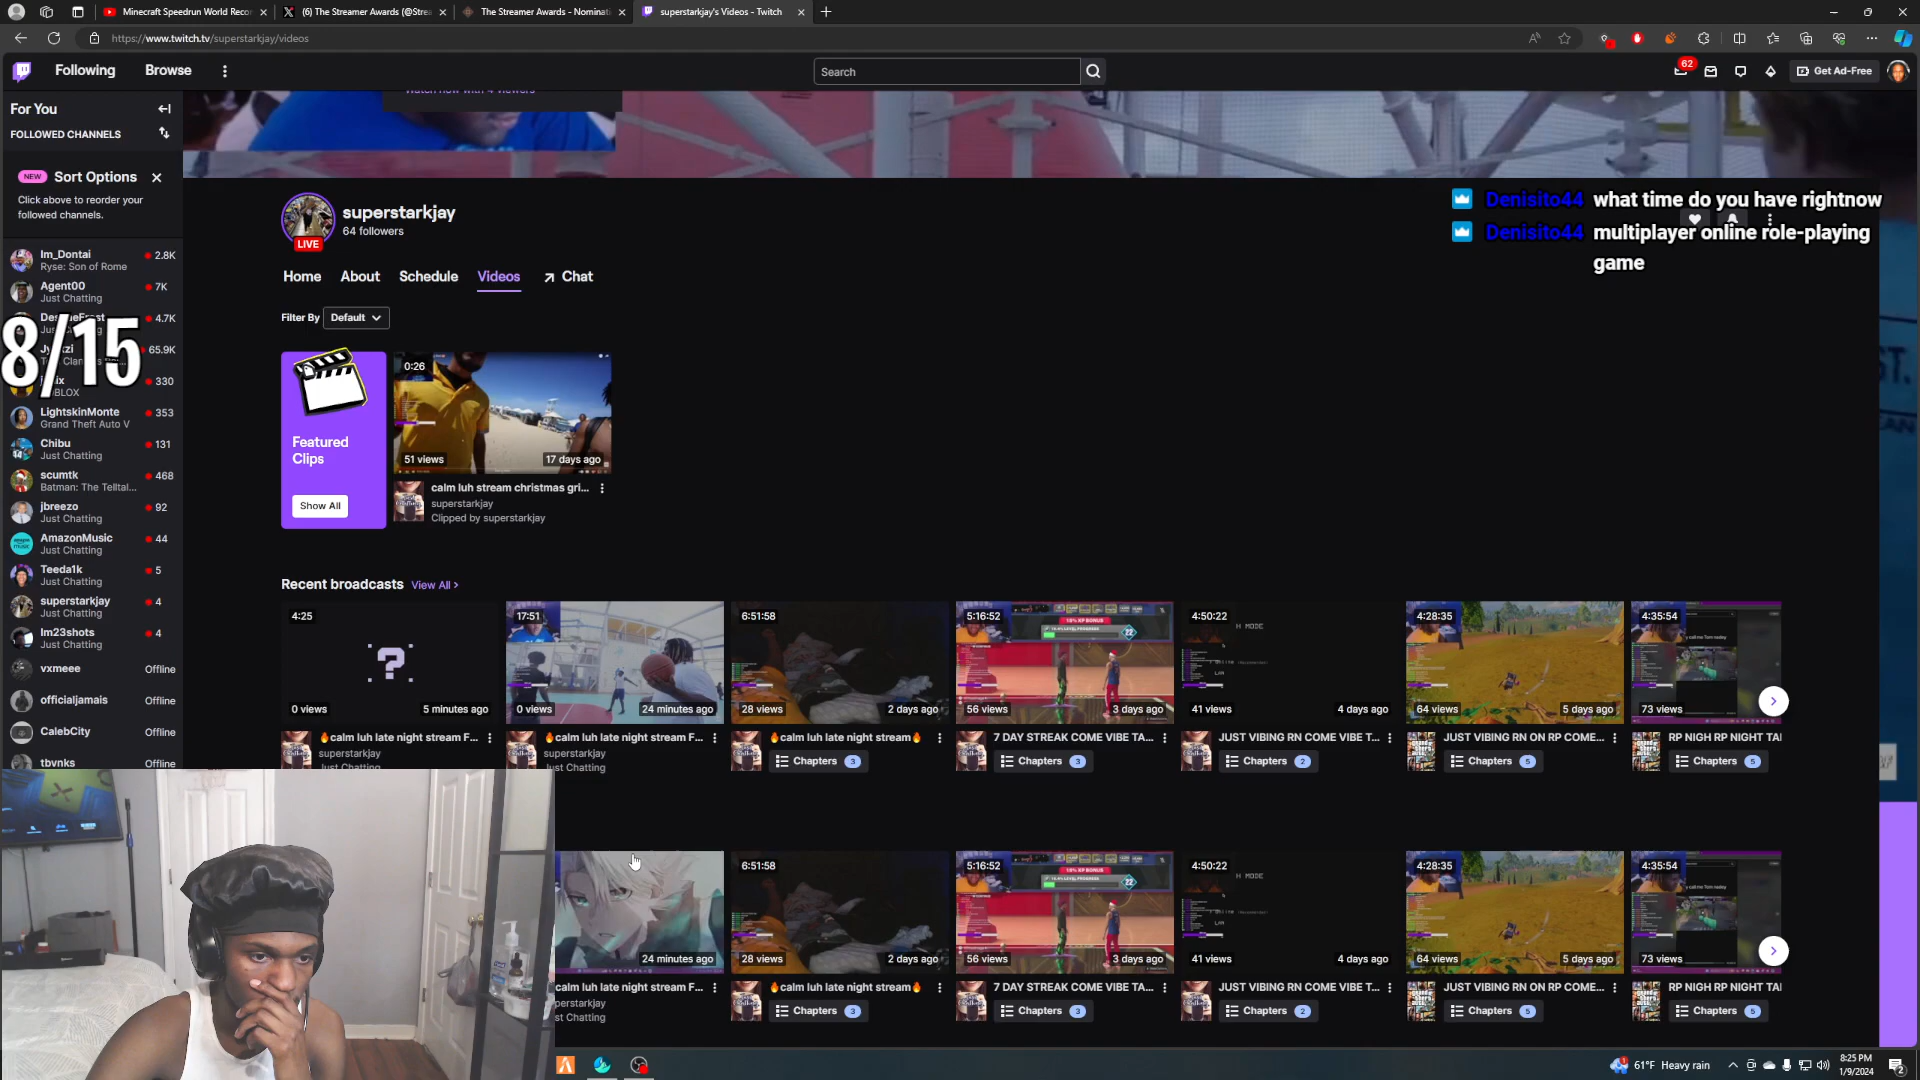 Minecraft Speedrun World Recor
(6) The Streamer Awards (@Strea
The Streamer Awards - Nominati
superstarkjay's Videos - Twitch
https://www.twitch.tv/superstarkjay/videos
Following
Browse
Search
62
Get Ad-Free
For You
FOLLOWED CHANNELS
NEW Sort Options
Click above to reorder your
followed channels.
Im_Dontai 2.8K
Ryse: Son of Rome
Agent00 7K
Just Chatting
4.7K
8/15
65.9K
330
LightskinMonte 353
Grand Theft Auto V
Chibu 131
Just Chatting
scumtk 468
Batman: The Telltal...
jbreezo 92
Just Chatting
AmazonMusic 44
Just Chatting
Teeda1k 5
Just Chatting
superstarkjay 4
Just Chatting
Im23shots 4
Just Chatting
vxmeee Offline
officialjamais Offline
CalebCity Offline
tbvnks Offline
superstarkjay
64 followers
LIVE
Home About Schedule Videos Chat
Filter By Default
Denisito44 what time do you have rightnow
Denisito44 multiplayer online role-playing
game
Featured
Clips
Show All
0:26
51 views 17 days ago
calm luh stream christmas gri...
superstarkjay
Clipped by superstarkjay
Recent broadcasts View All >
4:25 17:51 6:51:58 5:16:52 4:50:22 4:28:35 4:35:54
0 views 5 minutes ago 0 views 24 minutes ago 28 views 2 days ago 56 views 3 days ago 41 views 4 days ago 64 views 5 days ago 73 views
🔥calm luh late night stream F... 🔥calm luh late night stream F... 🔥calm luh late night stream🔥 7 DAY STREAK COME VIBE TA... JUST VIBING RN COME VIBE T... JUST VIBING RN ON RP COME... RP NIGH RP NIGHT TAI
superstarkjay superstarkjay Chapters 3 Chapters 3 Chapters 2 Chapters 5 Chapters 5
Just Chatting Just Chatting
6:51:58 5:16:52 4:50:22 4:28:35 4:35:54
24 minutes ago 28 views 2 days ago 56 views 3 days ago 41 views 4 days ago 64 views 5 days ago 73 views
calm luh late night stream F... 🔥calm luh late night stream🔥 7 DAY STREAK COME VIBE TA... JUST VIBING RN COME VIBE T... JUST VIBING RN ON RP COME... RP NIGH RP NIGHT TAI
perstarkjay Chapters 3 Chapters 3 Chapters 2 Chapters 5 Chapters 5
st Chatting
61°F Heavy rain
8:25 PM
1/9/2024